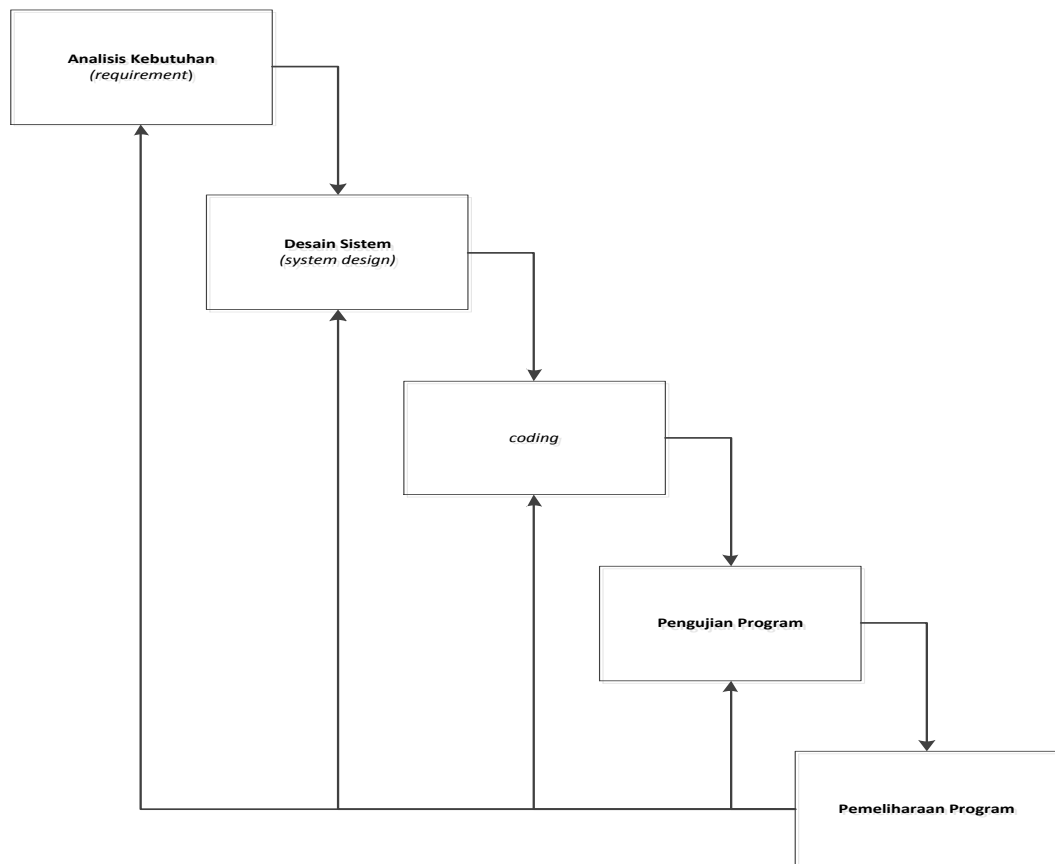 Analisis Kebutuhan
(requirement)
Desain Sistem
(system design)
coding
Pengujian Program
Pemeliharaan Program